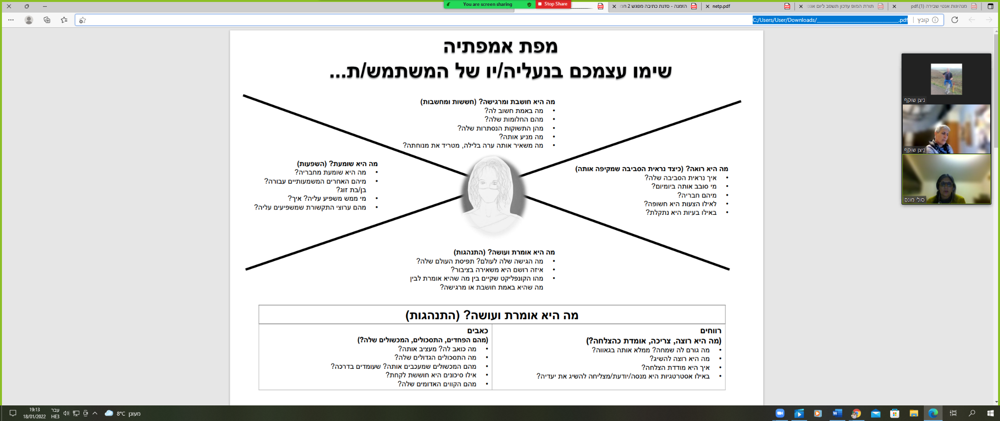 You are screen sharing
Stop Share
מנהיגות אנטי שבירה (1).pdf
תורת המופ עדכון תשפב ליום אגפ
netp.pdf
הזמנה - סדנת כתיבה מפגש 2 חמ
קובץ
C:/Users/User/Downloads/____________________________.pdf
מפת אמפתיה
שימו עצמכם בנעליה/יו של המשתמש/ת...
מה היא חושבת ומרגישה? (חששות ומחשבות)
• מה באמת חשוב לה?
• מהם החלומות שלה?
• מהן התשוקות הנסתרות שלה?
• מה מניע אותה?
• מה משאיר אותה ערה בלילה, מטריד את מנוחתה?
מה היא רואה? (כיצד נראית הסביבה שמקיפה אותה)
• איך נראית הסביבה שלה?
• מי סובב אותה ביומיום?
• מיהם חבריה?
• לאילו הצעות היא חשופה?
• באילו בעיות היא נתקלת?
מה היא שומעת? (השפעות)
• מה היא שומעת מחבריה?
• מיהם האחרים המשמעותיים עבורה?
בן/בת זוג?
• מי ממש משפיע עליה? איך?
• מהם ערוצי התקשורת שמשפיעים עליה?
מה היא אומרת ועושה? (התנהגות)
• מה הגישה שלה לעולם? תפיסת העולם שלה?
• איזה רושם היא משאירה בציבור?
• מהו הקונפליקט שקיים בין מה שהיא אומרת לבין
מה שהיא באמת חושבת או מרגישה?
מה היא אומרת ועושה? (התנהגות)
רווחים
(מה היא רוצה, צריכה, אומדת כהצלחה?)
• מה גורם לה שמחה? ממלא אותה בגאווה?
• מה היא רוצה להשיג?
• איך היא מודדת הצלחה?
• באילו אסטרטגיות היא מנסה/יודעת/מצליחה להשיג את יעדיה?
כאבים
(מהם הפחדים, התסכולים, המכשולים שלה?)
• מה כואב לה? מעציב אותה?
• מה התסכולים הגדולים שלה?
• מהם המכשולים שמעכבים אותה? שעומדים בדרכה?
• אילו סיכונים היא חוששת לקחת?
• מהם הקווים האדומים שלה?
ניצן שוקף
ניצן שוקף
סולי מונס
19:13
18/01/2022
עבר
HE3
8°C מעונן